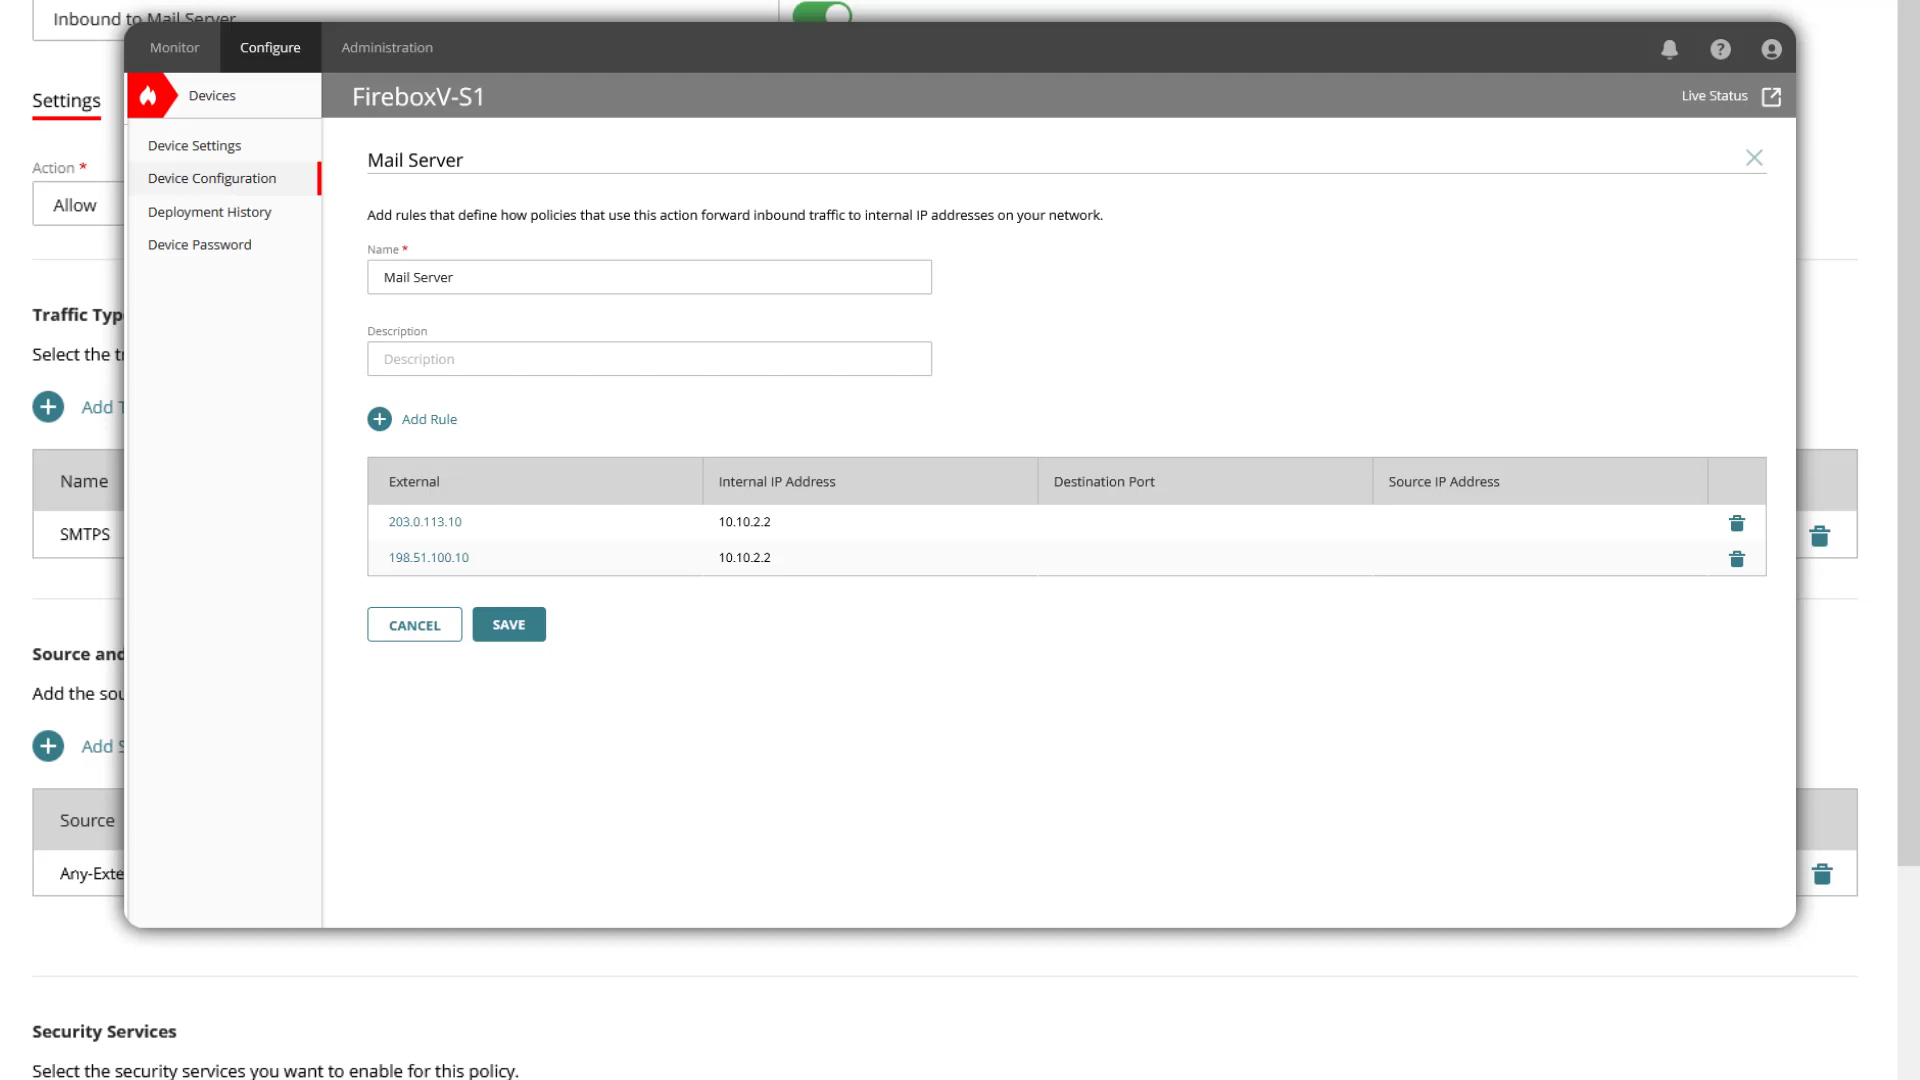 Inbound to Mail Server
Monitor
Configure
Administration
Devices
FireboxV-S1
Live Status
Settings
Device Settings
Device Configuration
Deployment History
Device Password
Action *
Allow
Mail Server
Add rules that define how policies that use this action forward inbound traffic to internal IP addresses on your network.
Name *
Mail Server
Description
Description
Traffic Typ
Select the t
Add T
Add Rule
Name
SMTPS
External Internal IP Address Destination Port Source IP Address
203.0.113.10 10.10.2.2
198.51.100.10 10.10.2.2
CANCEL SAVE
Source and
Add the sou
Add S
Source
Any-Exte
Security Services
Select the security services you want to enable for this policy.